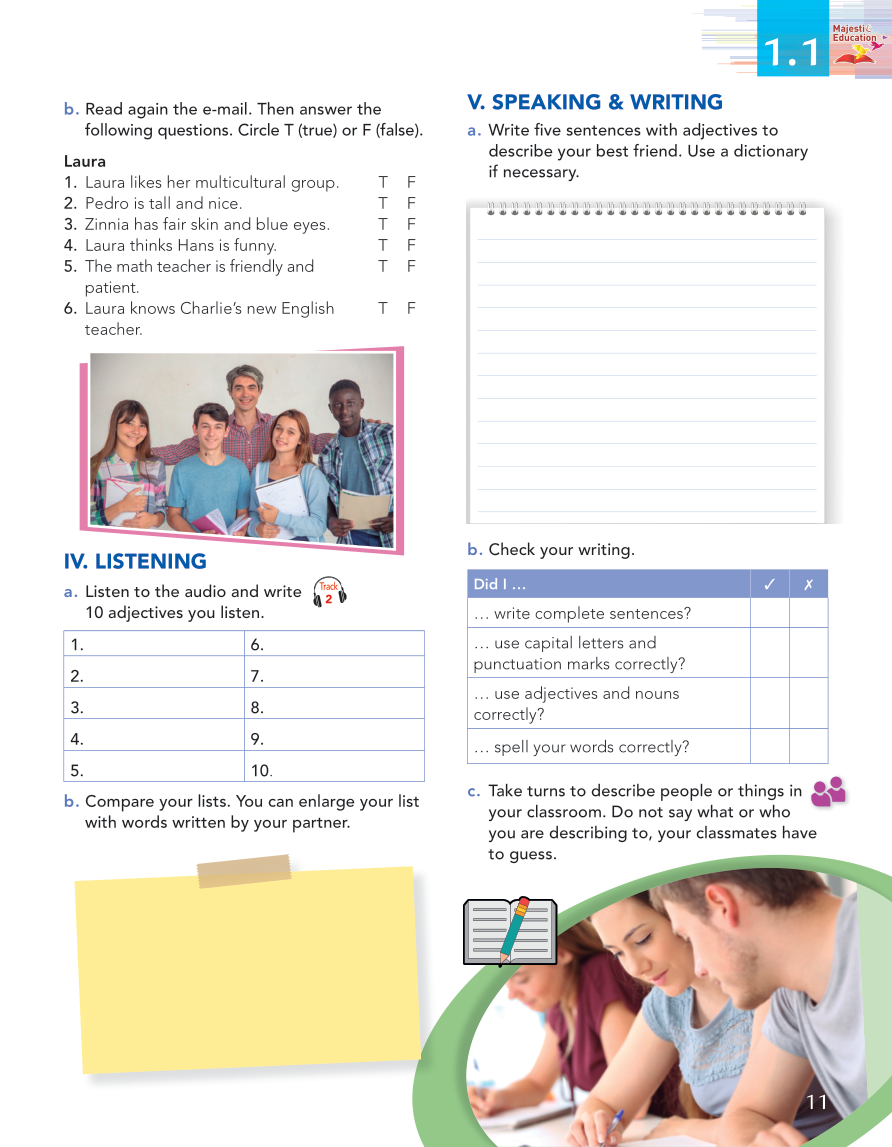 1.1
Majestic
Education
b. Read again the e-mail. Then answer the
following questions. Circle T (true) or F (false).
Laura
1. Laura likes her multicultural group. T F
2. Pedro is tall and nice. T F
3. Zinnia has fair skin and blue eyes. T F
4. Laura thinks Hans is funny. T F
5. The math teacher is friendly and T F
patient.
6. Laura knows Charlie’s new English T F
teacher.
IV. LISTENING
a. Listen to the audio and write
10 adjectives you listen.
Track
2
1. 6.
2. 7.
3. 8.
4. 9.
5. 10.
b. Compare your lists. You can enlarge your list
with words written by your partner.
V. SPEAKING & WRITING
a. Write five sentences with adjectives to
describe your best friend. Use a dictionary
if necessary.
b. Check your writing.
Did I … ✓ ✗
… write complete sentences?
… use capital letters and
punctuation marks correctly?
… use adjectives and nouns
correctly?
… spell your words correctly?
c. Take turns to describe people or things in
your classroom. Do not say what or who
you are describing to, your classmates have
to guess.
11